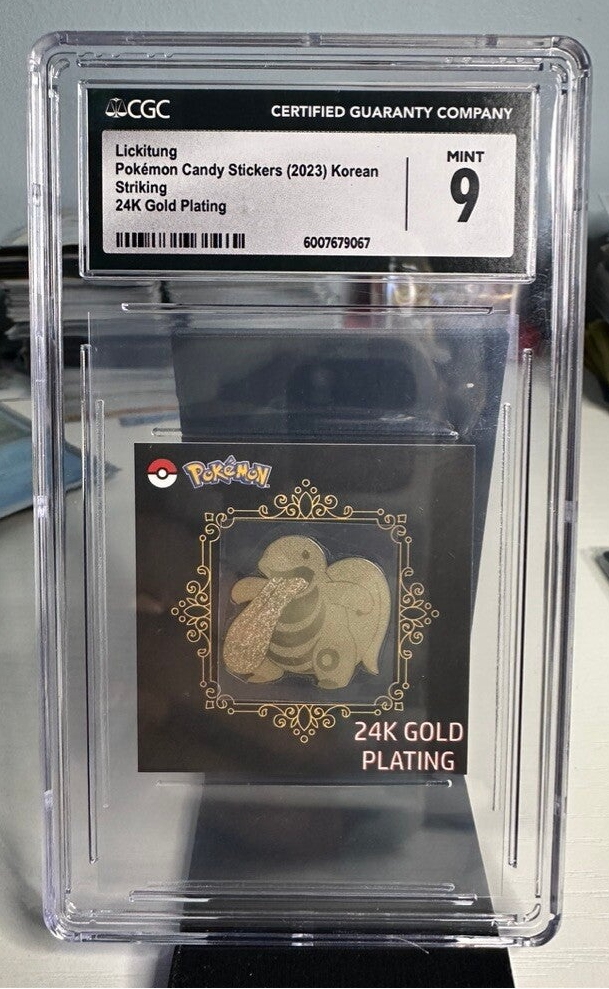 CGC
CERTIFIED GUARANTY COMPANY
Lickitung
Pokémon Candy Stickers (2023) Korean
Striking
24K Gold Plating
MINT
9
6007679067
POKéMON
24K GOLD
PLATING